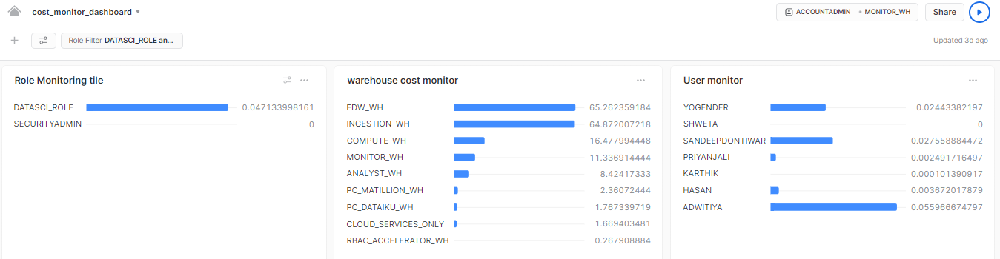 cost_monitor_dashboard
ACCOUNTADMIN • MONITOR_WH
Share
Role Filter DATASCI_ROLE an...
Updated 3d ago
Role Monitoring tile
DATASCI_ROLE 0.047133998161
SECURITYADMIN 0
warehouse cost monitor
EDW_WH 65.262359184
INGESTION_WH 64.872007218
COMPUTE_WH 16.477994448
MONITOR_WH 11.336914444
ANALYST_WH 8.42417333
PC_MATILLION_WH 2.36072444
PC_DATAIKU_WH 1.767339719
CLOUD_SERVICES_ONLY 1.669403481
RBAC_ACCELERATOR_WH 0.267908884
User monitor
YOGENDER 0.02443382197
SHWETA 0
SANDEEPDONTIWAR 0.027558884472
PRIYANJALI 0.002491716497
KARTHIK 0.000101390917
HASAN 0.003672017879
ADWITIYA 0.055966674797